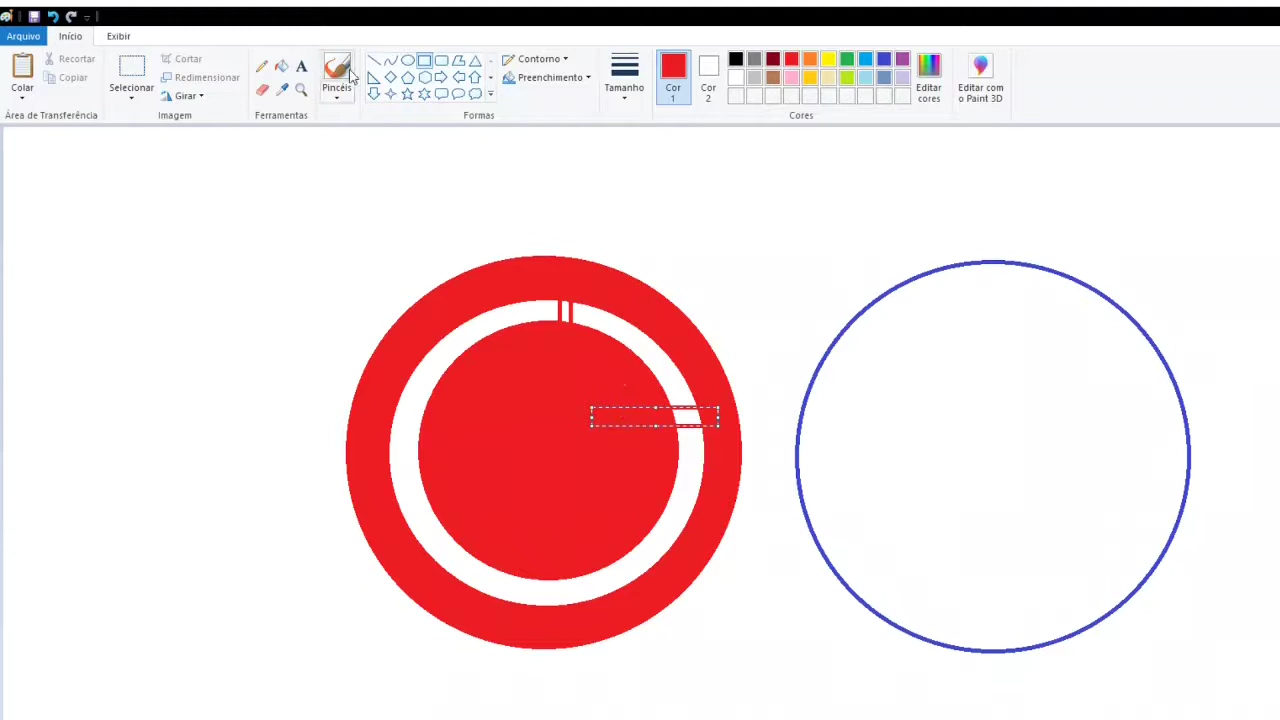 Arquivo Início Exibir
Colar
Recortar
Copiar
Área de Transferência
Selecionar
Cortar
Redimensionar
Girar
Imagem
A
Ferramentas
Pincéis
Formas
Contorno
Preenchimento
Tamanho
Cor
1
Cor
2
Cores
Editar
cores
Editar com
o Paint 3D